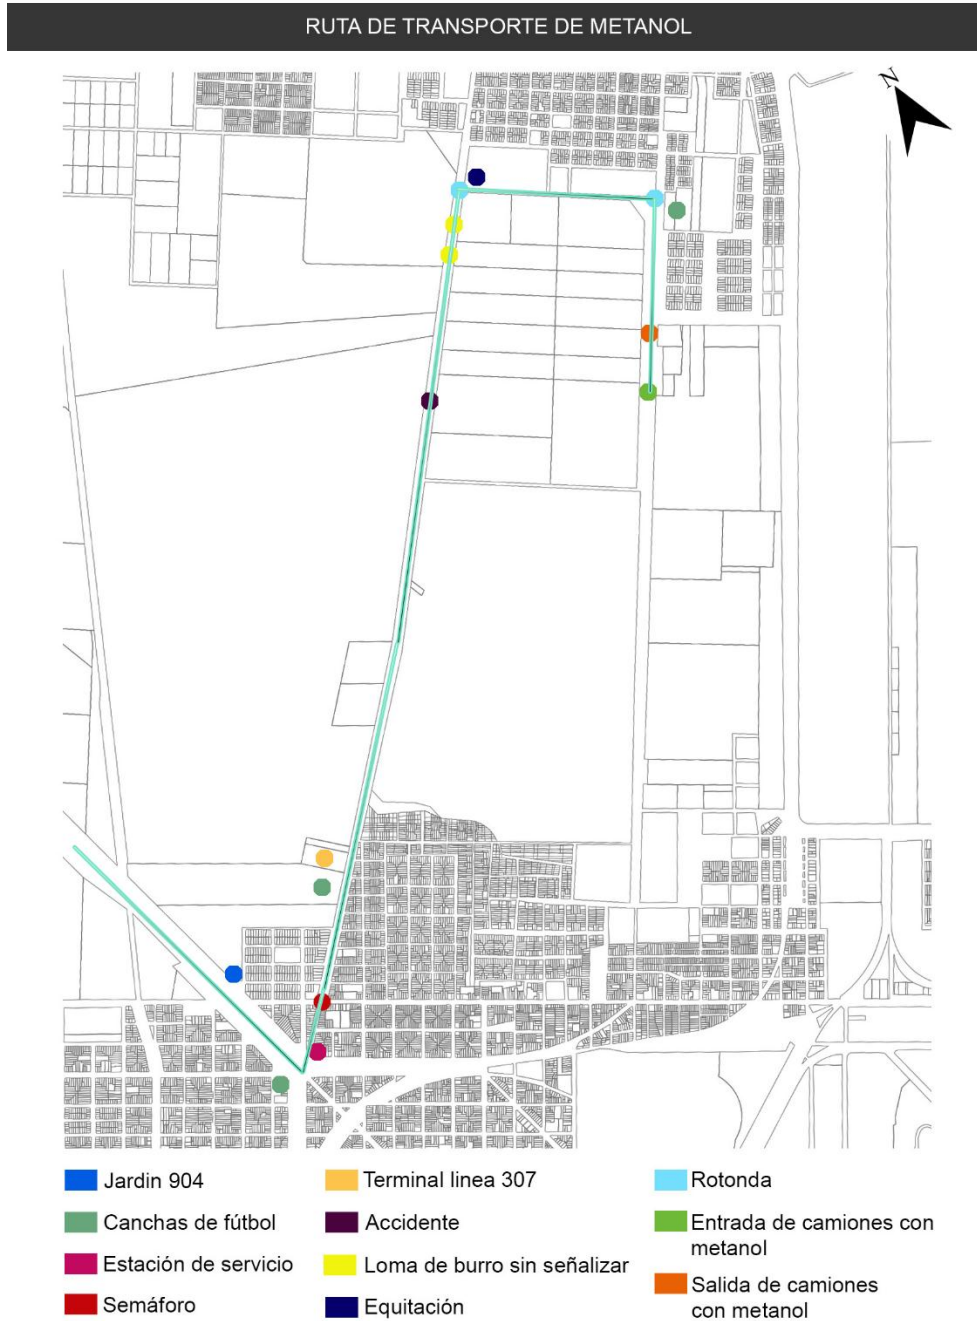 RUTA DE TRANSPORTE DE METANOL
N
Jardin 904
Canchas de fútbol
Estación de servicio
Semáforo
Terminal linea 307
Accidente
Loma de burro sin señalizar
Equitación
Rotonda
Entrada de camiones con
metanol
Salida de camiones
con metanol